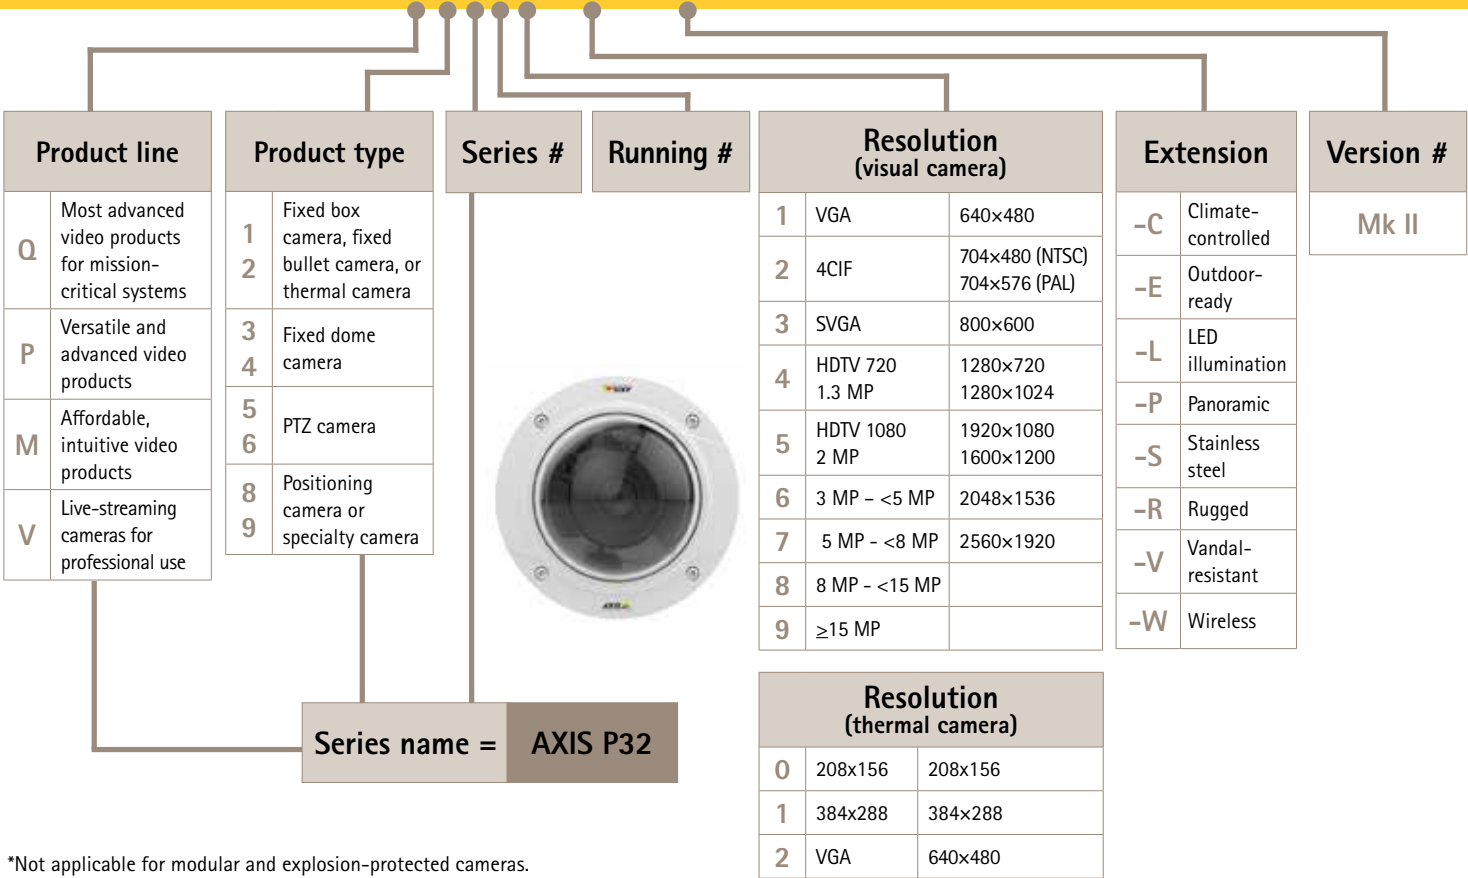 Product line
Q
Most advanced
video products
for mission-
critical systems
P
Versatile and
advanced video
products
M
Affordable,
intuitive video
products
V
Live-streaming
cameras for
professional use
Product type
1
2
Fixed box
camera, fixed
bullet camera, or
thermal camera
3
4
Fixed dome
camera
5
6
PTZ camera
8
9
Positioning
camera or
specialty camera
Series #
Running #
Resolution
(visual camera)
1 VGA 640×480
2 4CIF 704×480 (NTSC)
704×576 (PAL)
3 SVGA 800×600
4 HDTV 720 1280×720
1.3 MP 1280×1024
5 HDTV 1080 1920×1080
2 MP 1600×1200
6 3 MP – <5 MP 2048×1536
7 5 MP - <8 MP 2560×1920
8 8 MP - <15 MP
9 ≥15 MP
Extension
-C Climate-
controlled
-E Outdoor-
ready
-L LED
illumination
-P Panoramic
-S Stainless
steel
-R Rugged
-V Vandal-
resistant
-W Wireless
Version #
Mk II
AXIS
Series name = AXIS P32
Resolution
(thermal camera)
0 208x156 208x156
1 384x288 384×288
2 VGA 640×480
*Not applicable for modular and explosion-protected cameras.